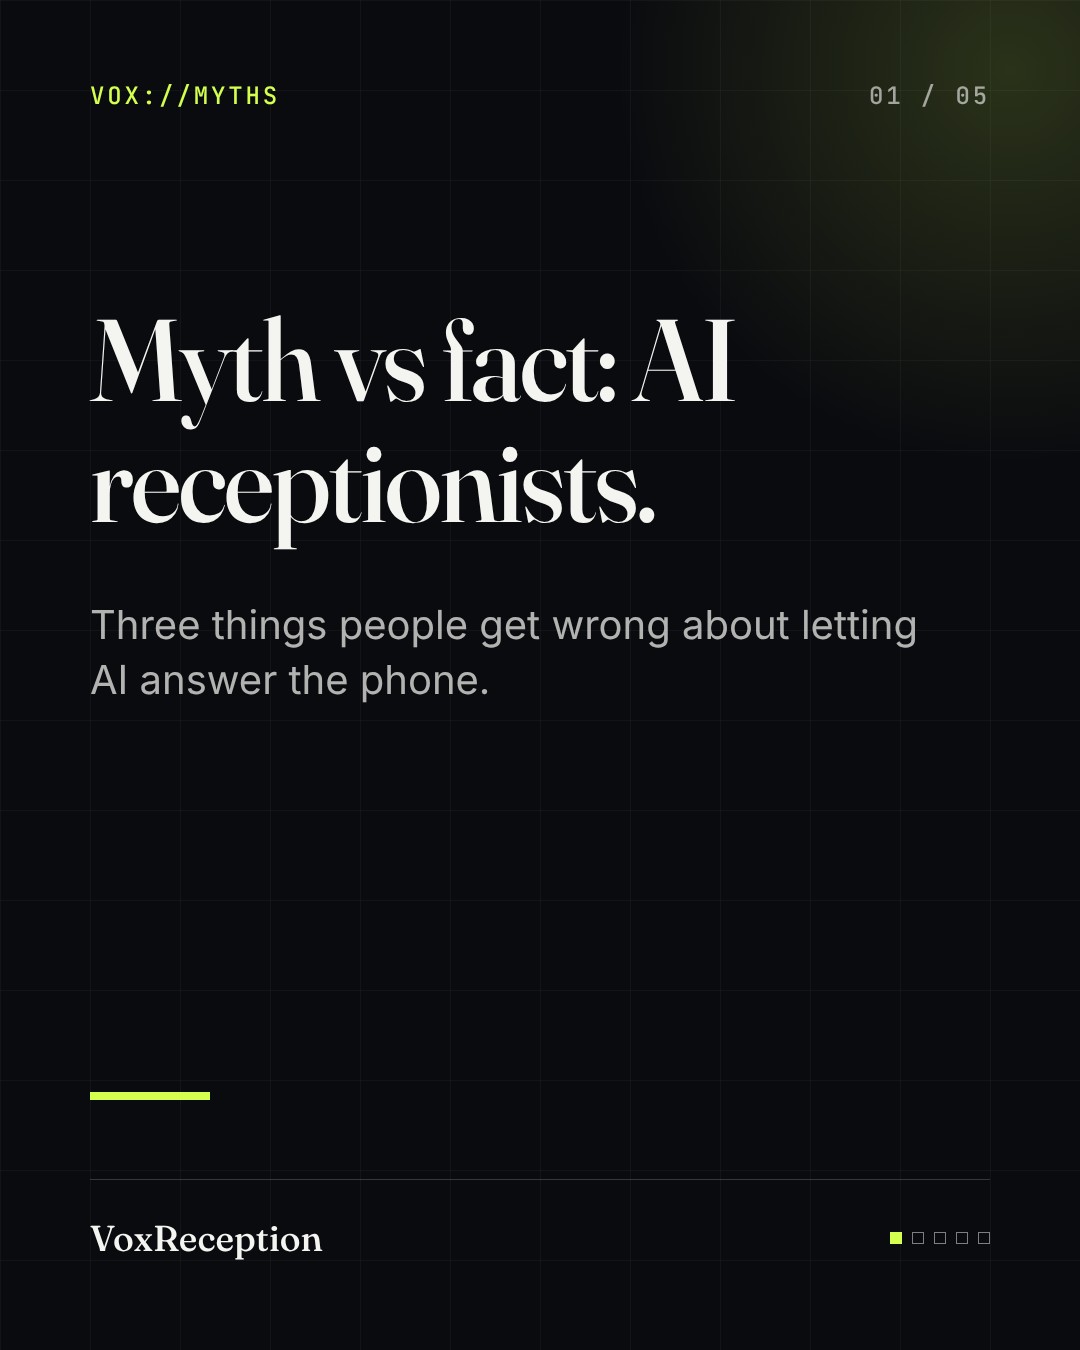 VOX://MYTHS
01 / 05
Myth vs fact: AI
receptionists.
Three things people get wrong about letting
AI answer the phone.
VoxReception